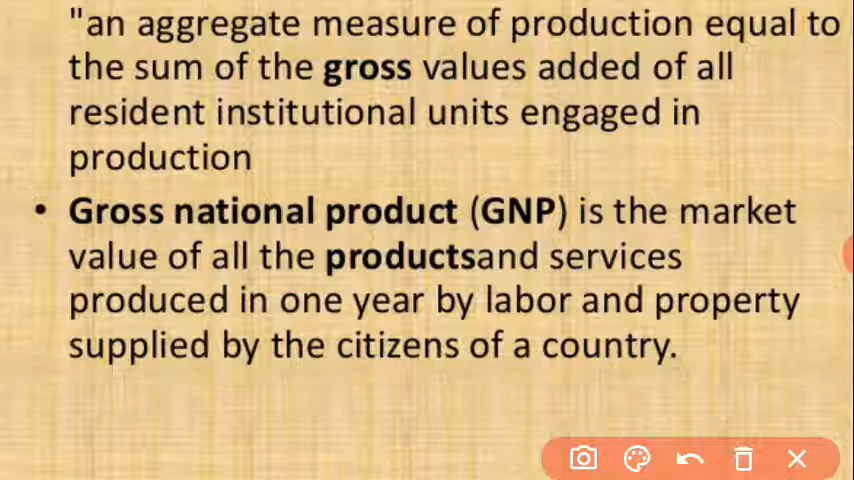 "an aggregate measure of production equal to
the sum of the gross values added of all
resident institutional units engaged in
production
• Gross national product (GNP) is the market
value of all the productsand services
produced in one year by labor and property
supplied by the citizens of a country.